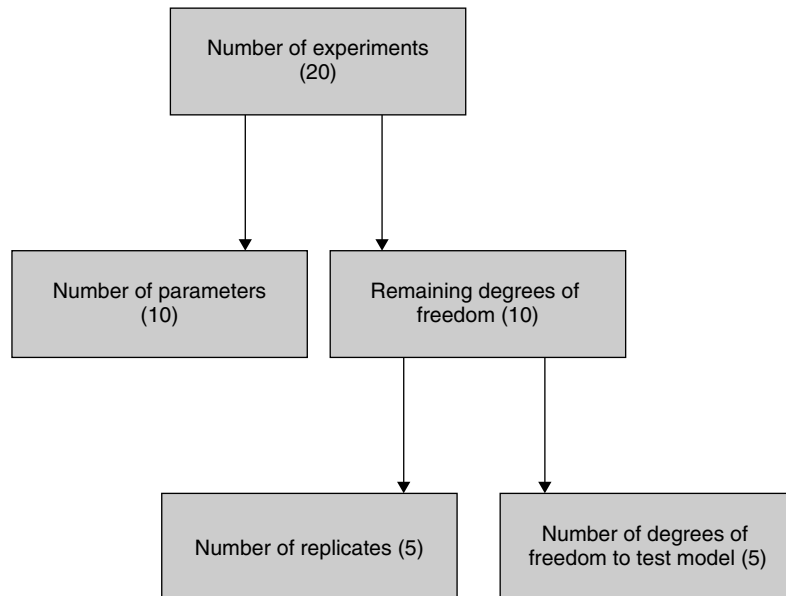 Number of experiments
(20)
Number of parameters
(10)
Remaining degrees of
freedom (10)
Number of replicates (5)
Number of degrees of
freedom to test model (5)